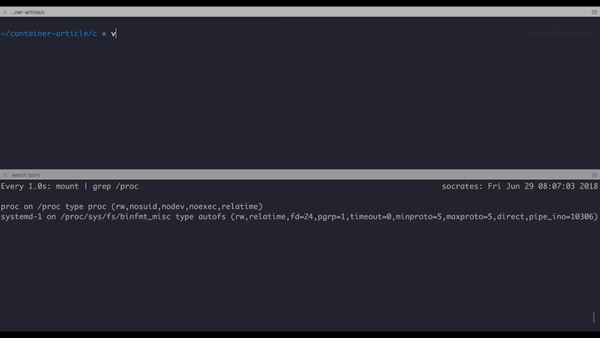 ..ner-article/c
~/container-article/c » v
watch tools
Every 1.0s: mount | grep /proc socrates: Fri Jun 29 08:07:03 2018
proc on /proc type proc (rw,nosuid,nodev,noexec,relatime)
systemd-1 on /proc/sys/fs/binfmt_misc type autofs (rw,relatime,fd=24,pgrp=1,timeout=0,minproto=5,maxproto=5,direct,pipe_ino=10306)